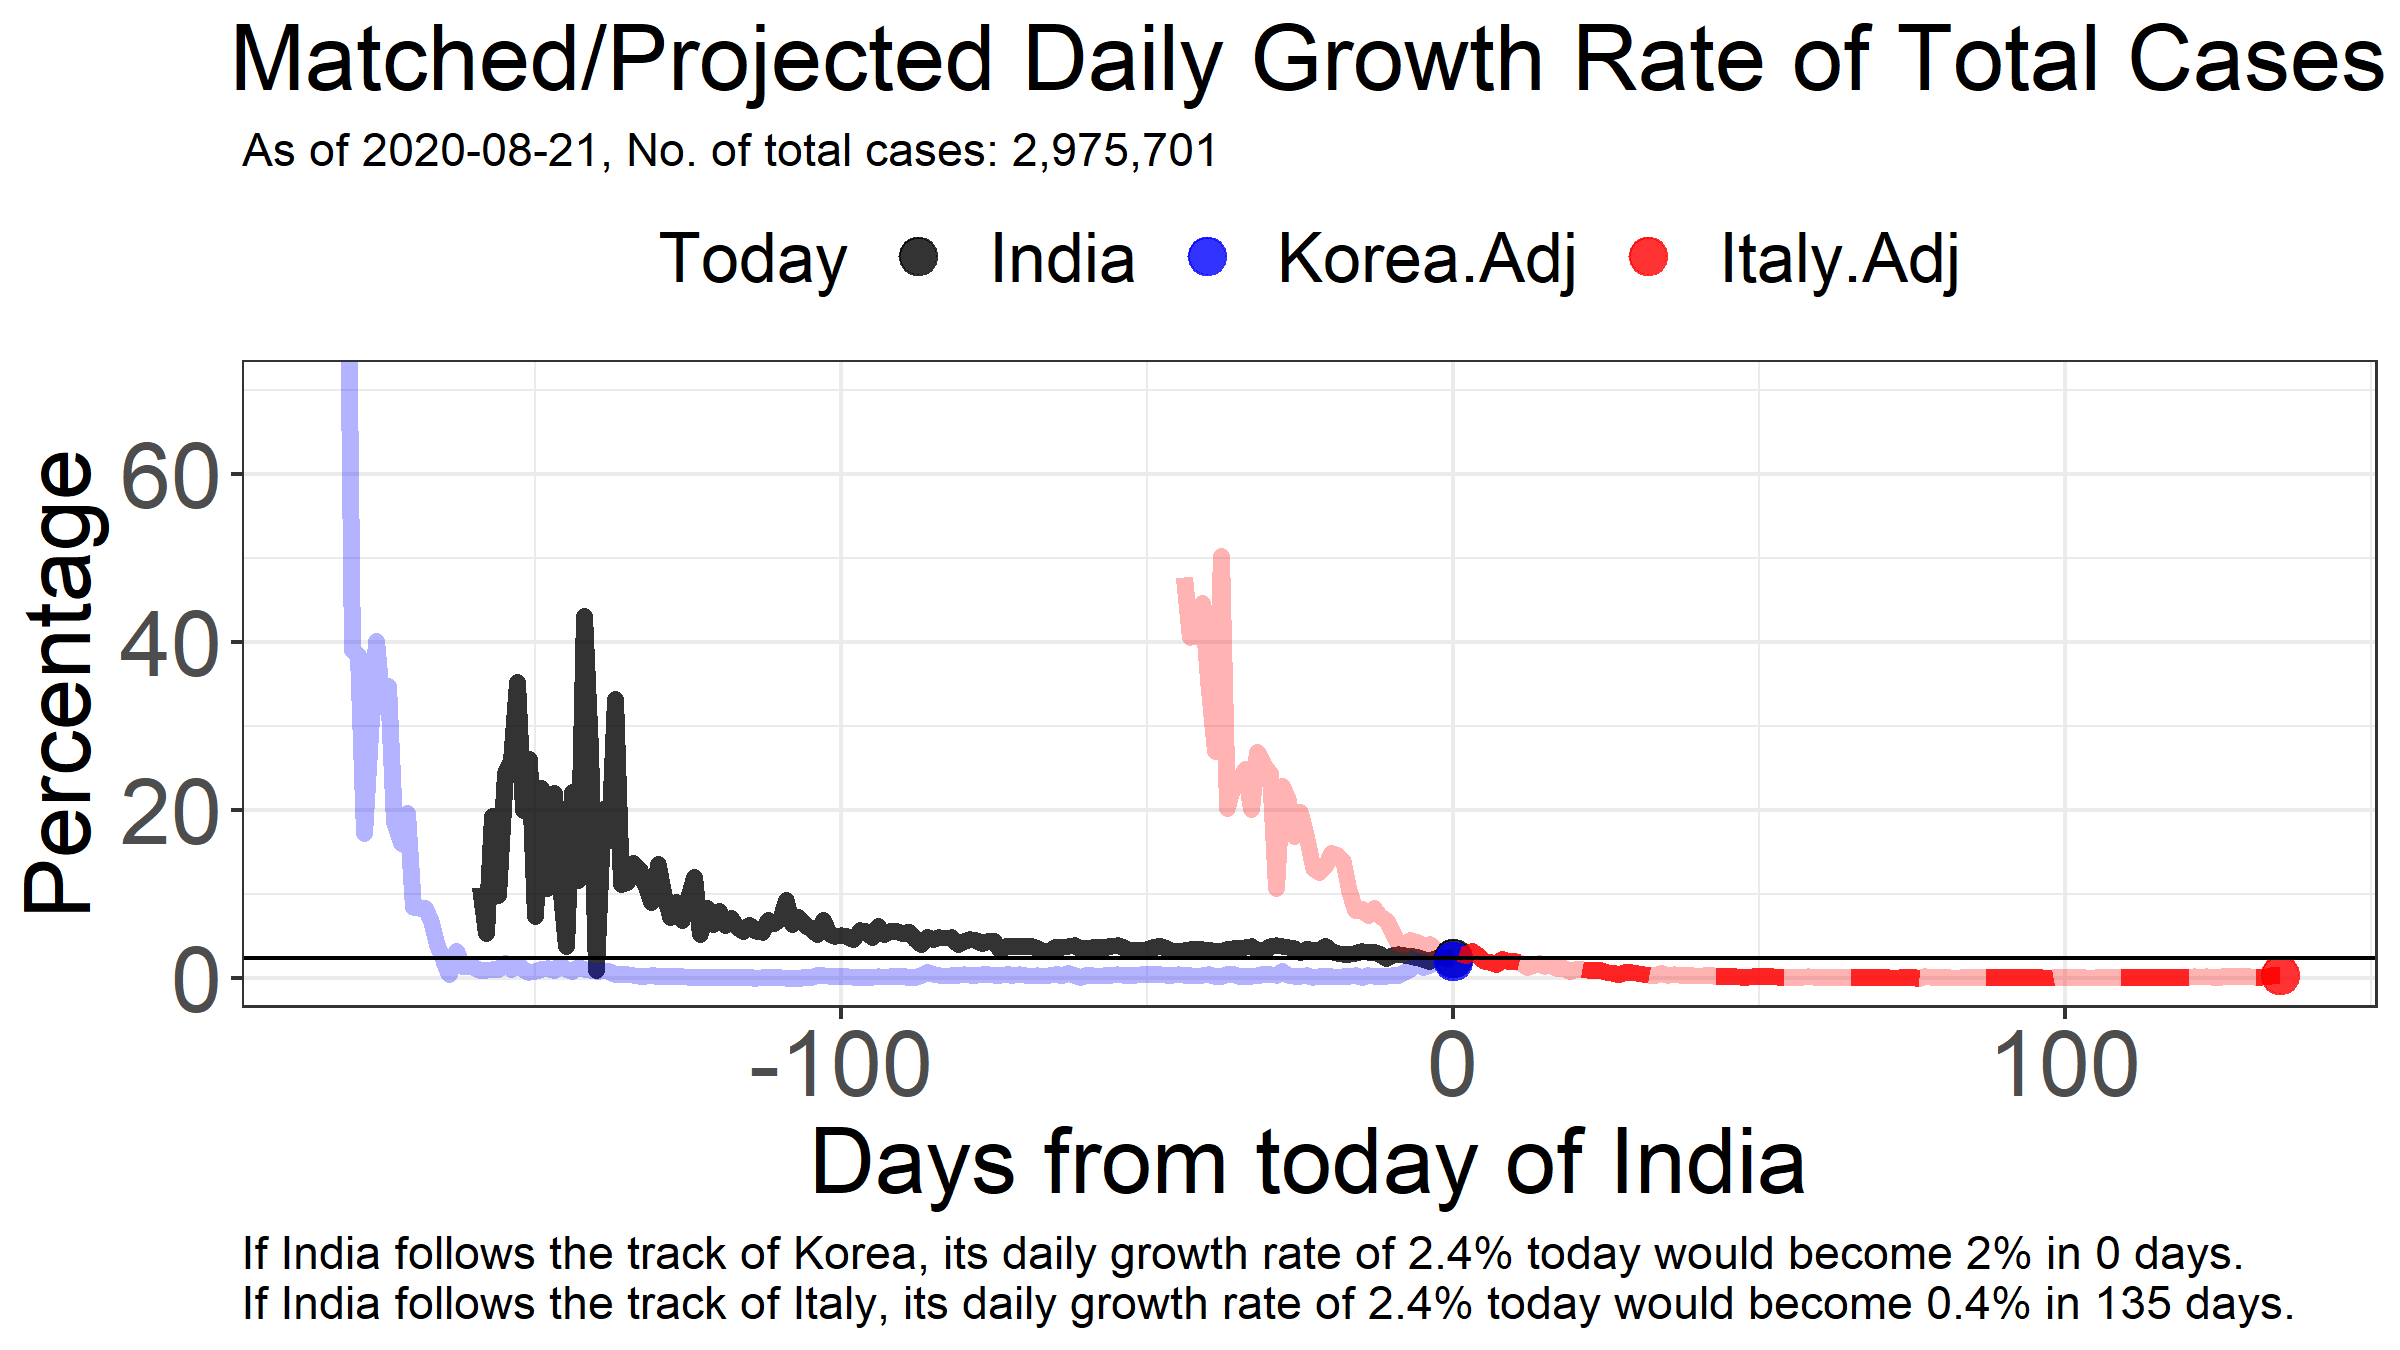 Matched/Projected Daily Growth Rate of Total Cases
As of 2020-08-21, No. of total cases: 2,975,701
Today India Korea.Adj Italy.Adj
Percentage
60
40
20
0
-100 0 100
Days from today of India
If India follows the track of Korea, its daily growth rate of 2.4% today would become 2% in 0 days.
If India follows the track of Italy, its daily growth rate of 2.4% today would become 0.4% in 135 days.